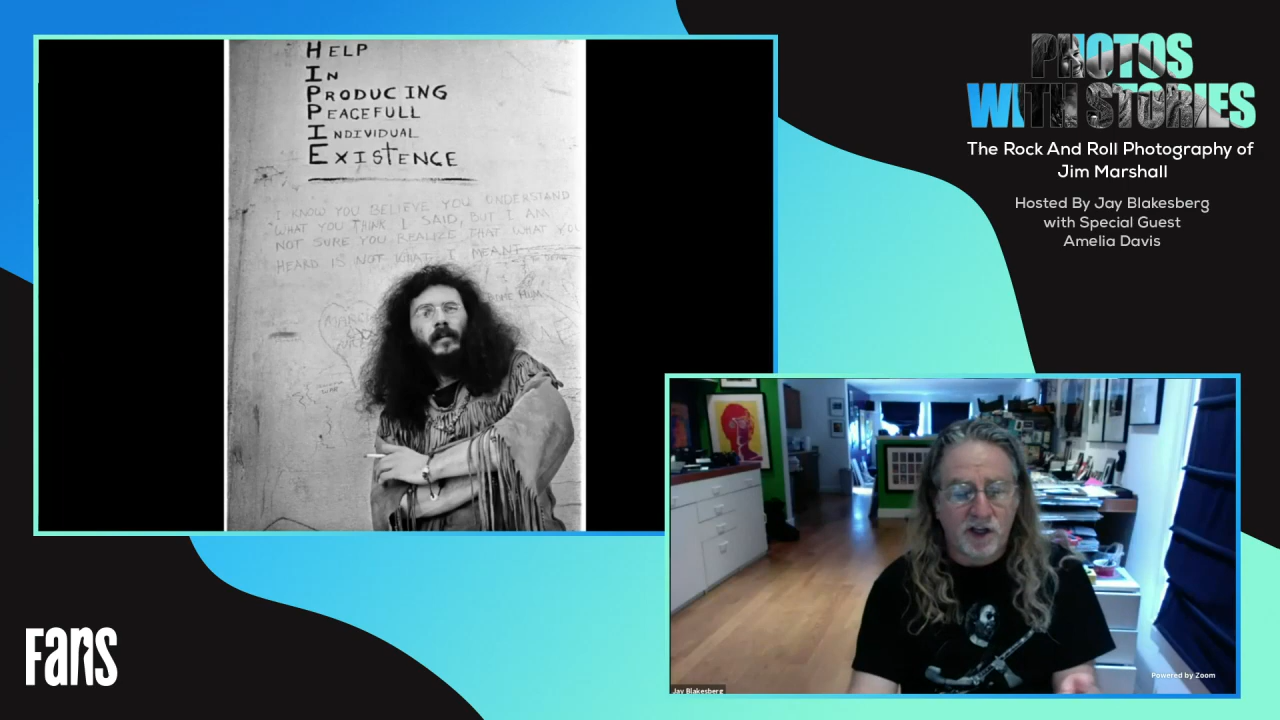 HELP
IN
PRODUCING
PEACEFULL
INDIVIDUAL
EXISTENCE
I KNOW YOU BELIEVE YOU UNDERSTAND
WHAT YOU THINK I SAID, BUT I AM
NOT SURE YOU REALIZE THAT WHAT YOU
HEARD IS NOT WHAT I MEANT
PHOTOS
WITH STORIES
The Rock And Roll Photography of
Jim Marshall
Hosted By Jay Blakesberg
with Special Guest
Amelia Davis
Fans
Jay Blakesberg
Powered by Zoom